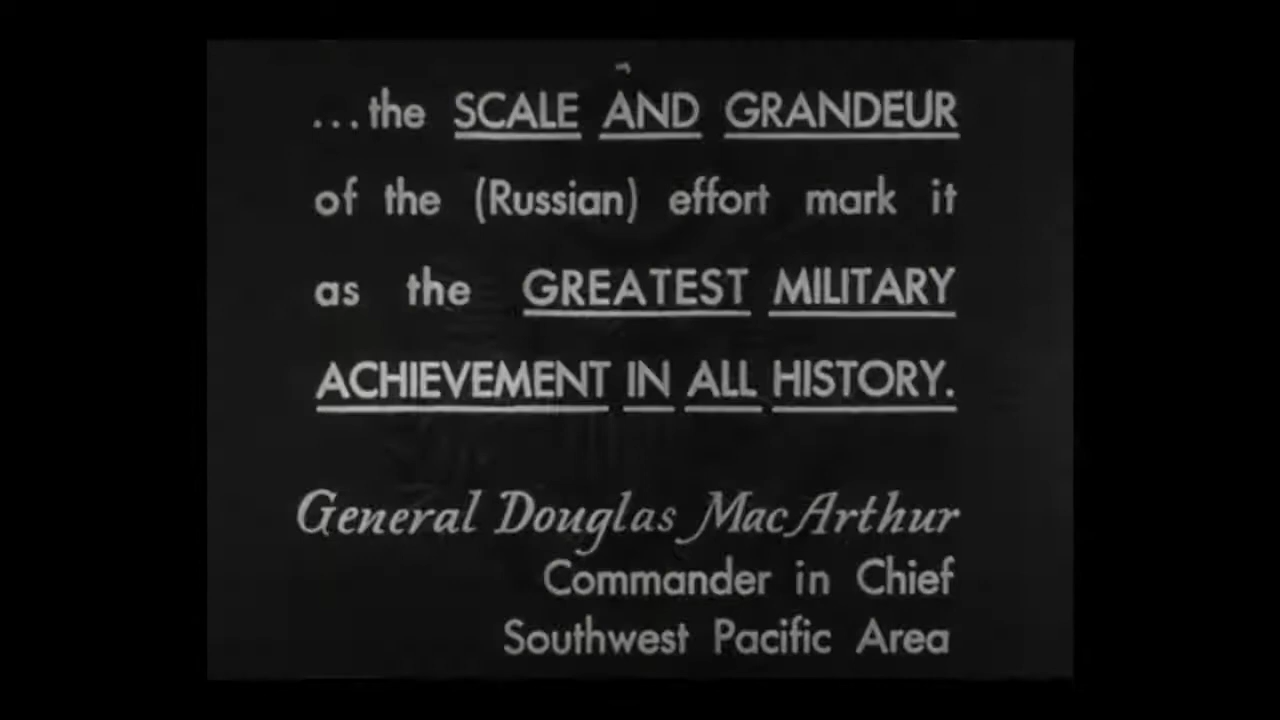 ...the SCALE AND GRANDEUR
of the (Russian) effort mark it
as the GREATEST MILITARY
ACHIEVEMENT IN ALL HISTORY.
General Douglas MacArthur
Commander in Chief
Southwest Pacific Area